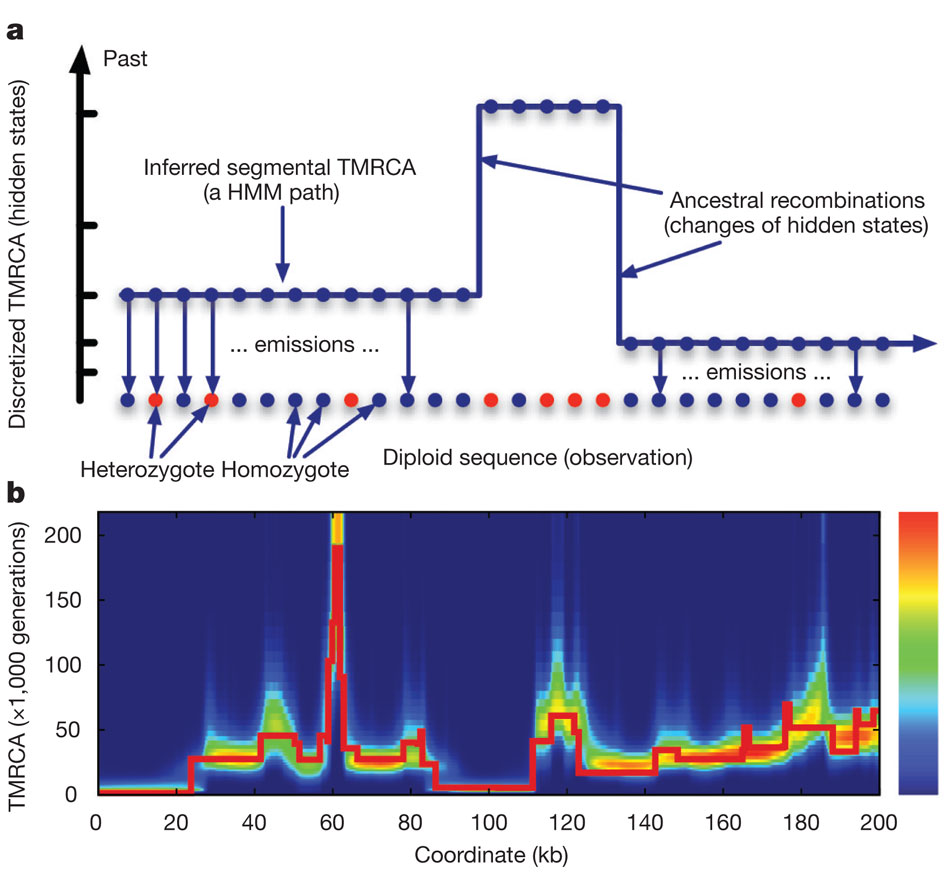 a
Past
Discretized TMRCA (hidden states)
Inferred segmental TMRCA
(a HMM path)
Ancestral recombinations
(changes of hidden states)
... emissions ...
... emissions ...
Heterozygote Homozygote
Diploid sequence (observation)
b
TMRCA (×1,000 generations)
200
150
100
50
0
0 20 40 60 80 100 120 140 160 180 200
Coordinate (kb)